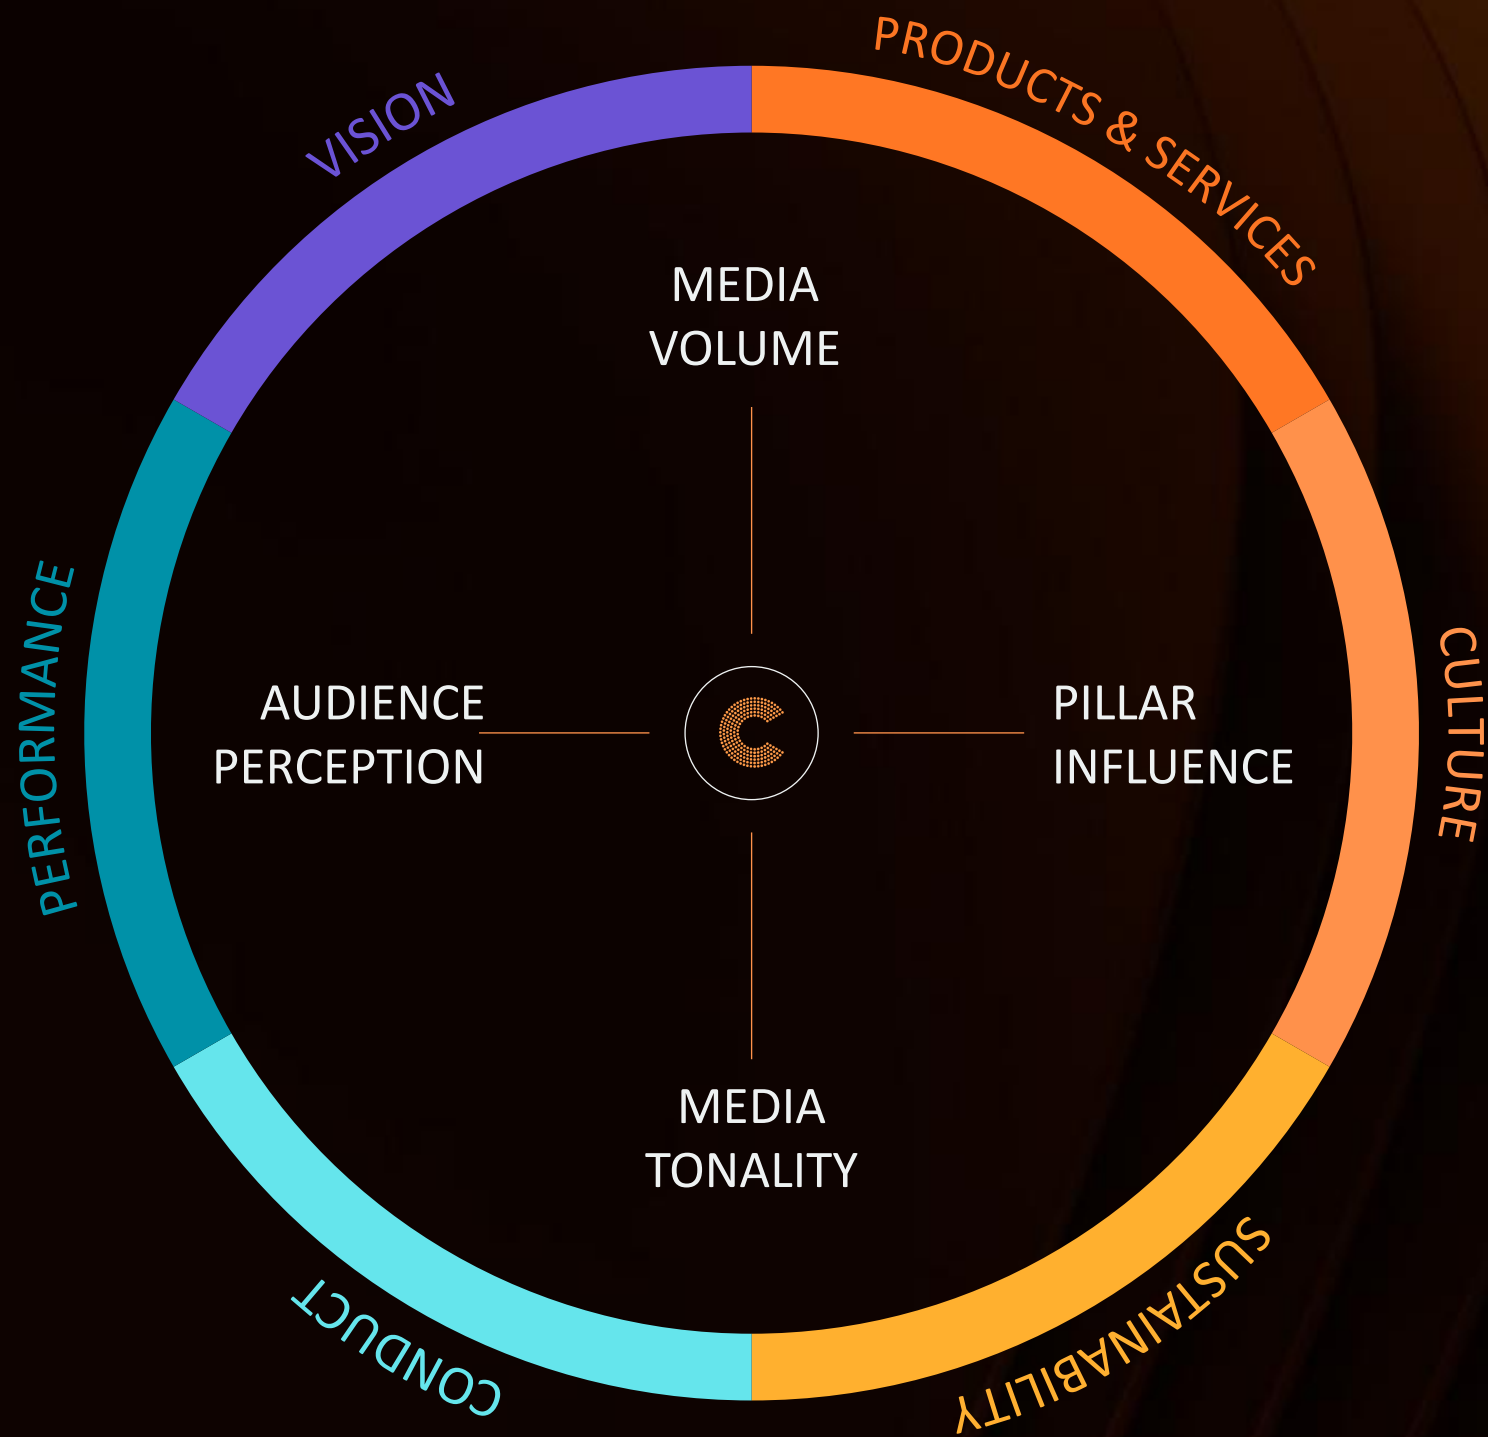 VISION
PRODUCTS & SERVICES
MEDIA
VOLUME
PERFORMANCE
AUDIENCE
PERCEPTION
PILLAR
INFLUENCE
CULTURE
MEDIA
TONALITY
CONDUCT
SUSTAINABILITY